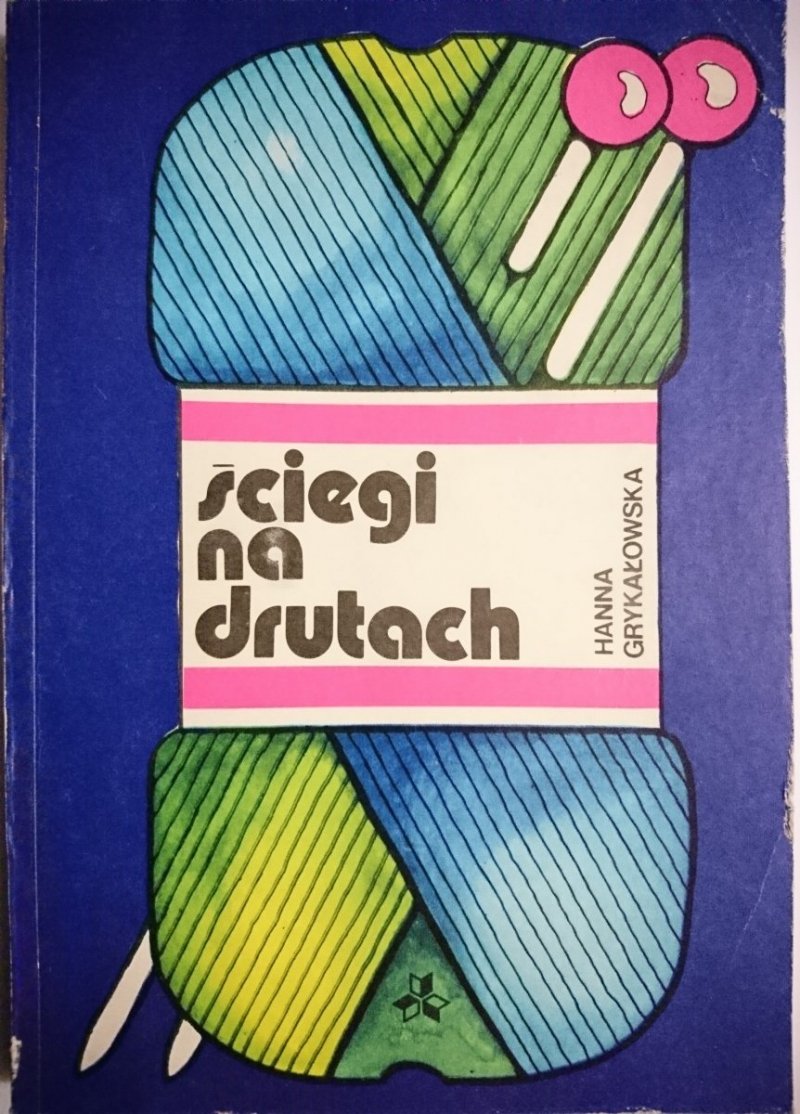 ściegi
na
drutach
HANNA
GRYKAŁOWSKA